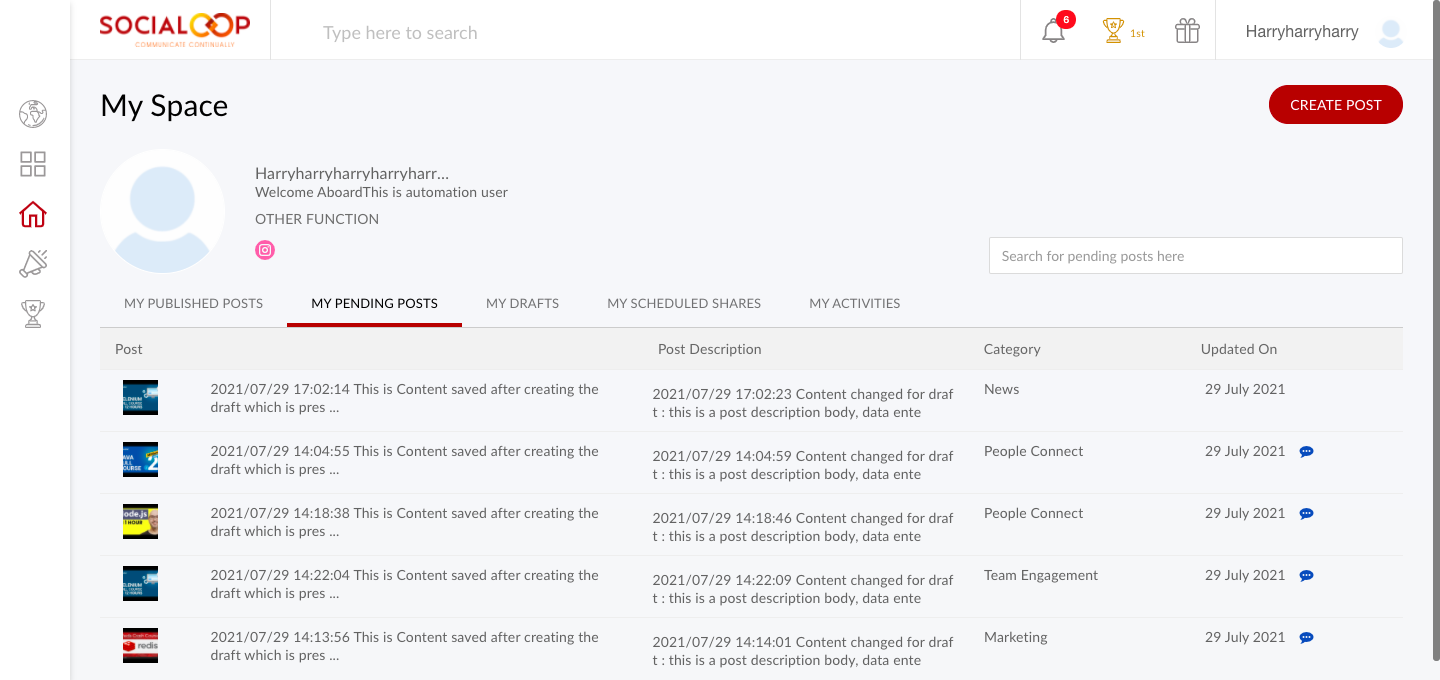 SOCIALOOP
COMMUNICATE CONTINUALLY
Type here to search
6
1st
Harryharryharry
My Space
CREATE POST
Harryharryharryharryharr...
Welcome AboardThis is automation user
OTHER FUNCTION
Search for pending posts here
MY PUBLISHED POSTS
MY PENDING POSTS
MY DRAFTS
MY SCHEDULED SHARES
MY ACTIVITIES
Post
Post Description
Category
Updated On
2021/07/29 17:02:14 This is Content saved after creating the
draft which is pres ...
2021/07/29 17:02:23 Content changed for draf
t : this is a post description body, data ente
News
29 July 2021
2021/07/29 14:04:55 This is Content saved after creating the
draft which is pres ...
2021/07/29 14:04:59 Content changed for draf
t : this is a post description body, data ente
People Connect
29 July 2021
2021/07/29 14:18:38 This is Content saved after creating the
draft which is pres ...
2021/07/29 14:18:46 Content changed for draf
t : this is a post description body, data ente
People Connect
29 July 2021
2021/07/29 14:22:04 This is Content saved after creating the
draft which is pres ...
2021/07/29 14:22:09 Content changed for draf
t : this is a post description body, data ente
Team Engagement
29 July 2021
redis
2021/07/29 14:13:56 This is Content saved after creating the
draft which is pres ...
2021/07/29 14:14:01 Content changed for draf
t : this is a post description body, data ente
Marketing
29 July 2021